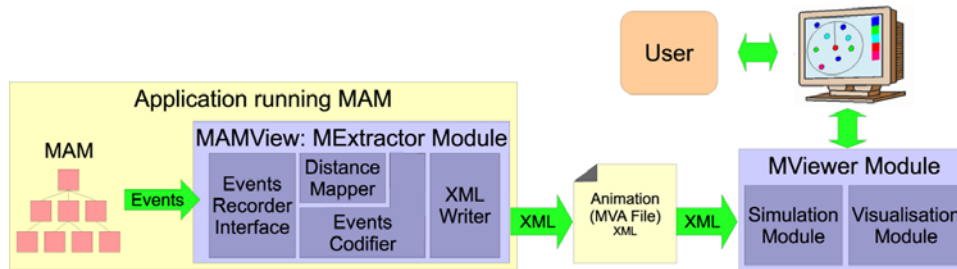 User
Application running MAM
MAM
Events
MAMView: MExtractor Module
Events
Recorder
Interface
Distance
Mapper
Events
Codifier
XML
Writer
XML
Animation
(MVA File)
XML
XML
MViewer Module
Simulation
Module
Visualisation
Module